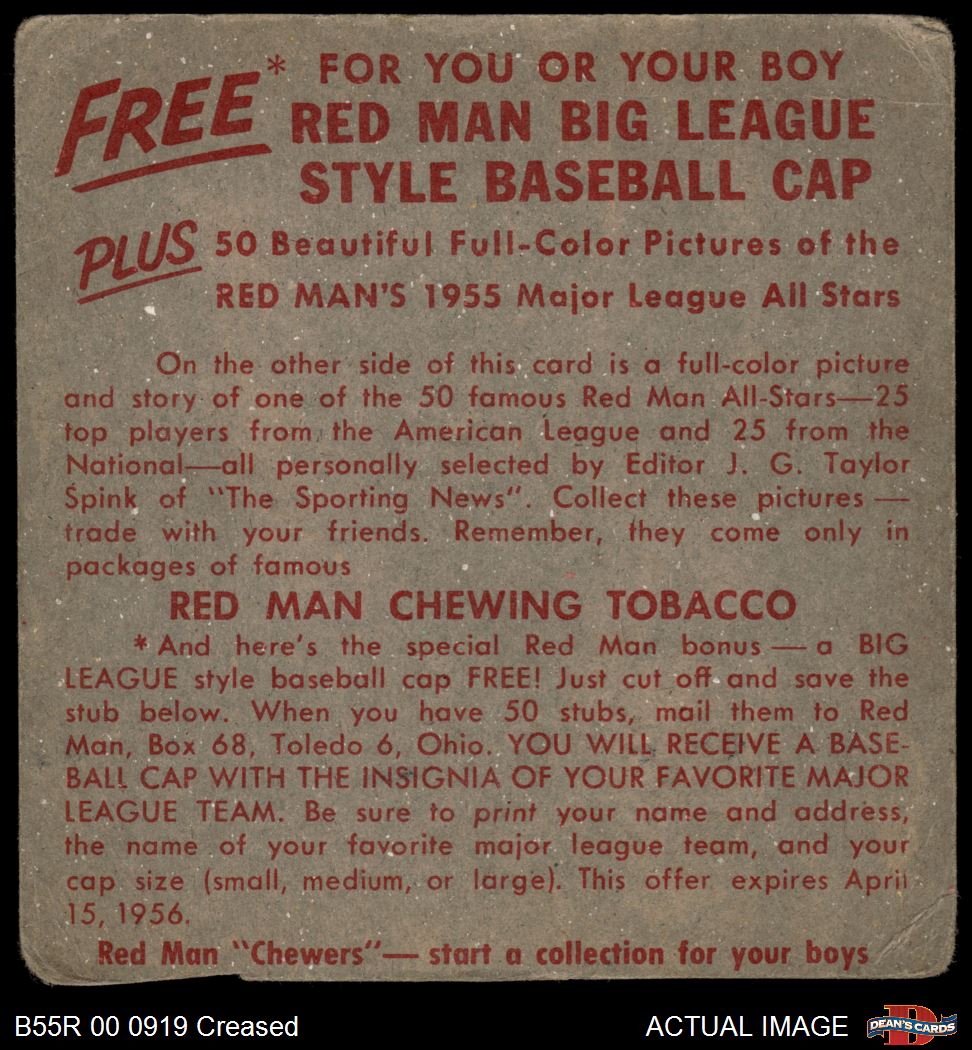 FREE* FOR YOU OR YOUR BOY
RED MAN BIG LEAGUE
STYLE BASEBALL CAP
PLUS 50 Beautiful Full-Color Pictures of the
RED MAN'S 1955 Major League All Stars
On the other side of this card is a full-color picture
and story of one of the 50 famous Red Man All-Stars—25
top players from the American League and 25 from the
National—all personally selected by Editor J. G. Taylor
Spink of "The Sporting News". Collect these pictures —
trade with your friends. Remember, they come only in
packages of famous
RED MAN CHEWING TOBACCO
* And here's the special Red Man bonus — a BIG
LEAGUE style baseball cap FREE! Just cut off and save the
stub below. When you have 50 stubs, mail them to Red
Man, Box 68, Toledo 6, Ohio. YOU WILL RECEIVE A BASE-
BALL CAP WITH THE INSIGNIA OF YOUR FAVORITE MAJOR
LEAGUE TEAM. Be sure to print your name and address,
the name of your favorite major league team, and your
cap size (small, medium, or large). This offer expires April
15, 1956.
Red Man "Chewers"— start a collection for your boys
B55R 00 0919 Creased
ACTUAL IMAGE
DEAN'S CARDS